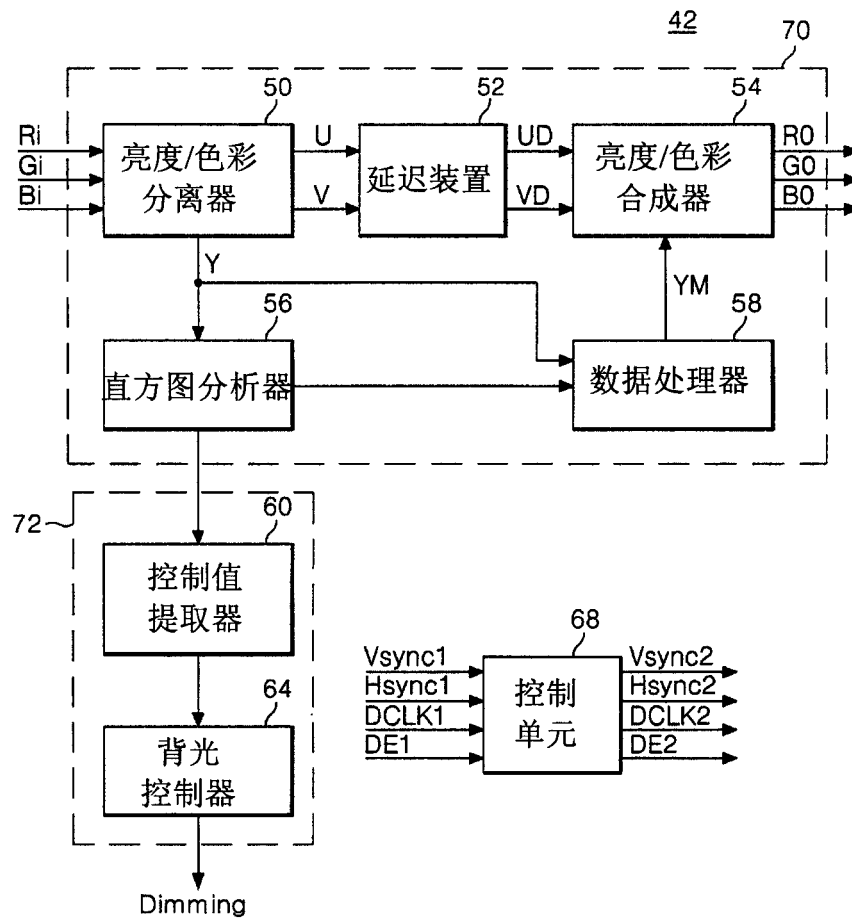 42
70
50
52
54
Ri
Gi
Bi
亮度/色彩
分离器
U
V
延迟装置
UD
VD
亮度/色彩
合成器
R0
G0
B0
Y
YM
56
58
直方图分析器
数据处理器
72
60
控制值
提取器
68
Vsync1
Hsync1
DCLK1
DE1
控制
单元
Vsync2
Hsync2
DCLK2
DE2
64
背光
控制器
Dimming